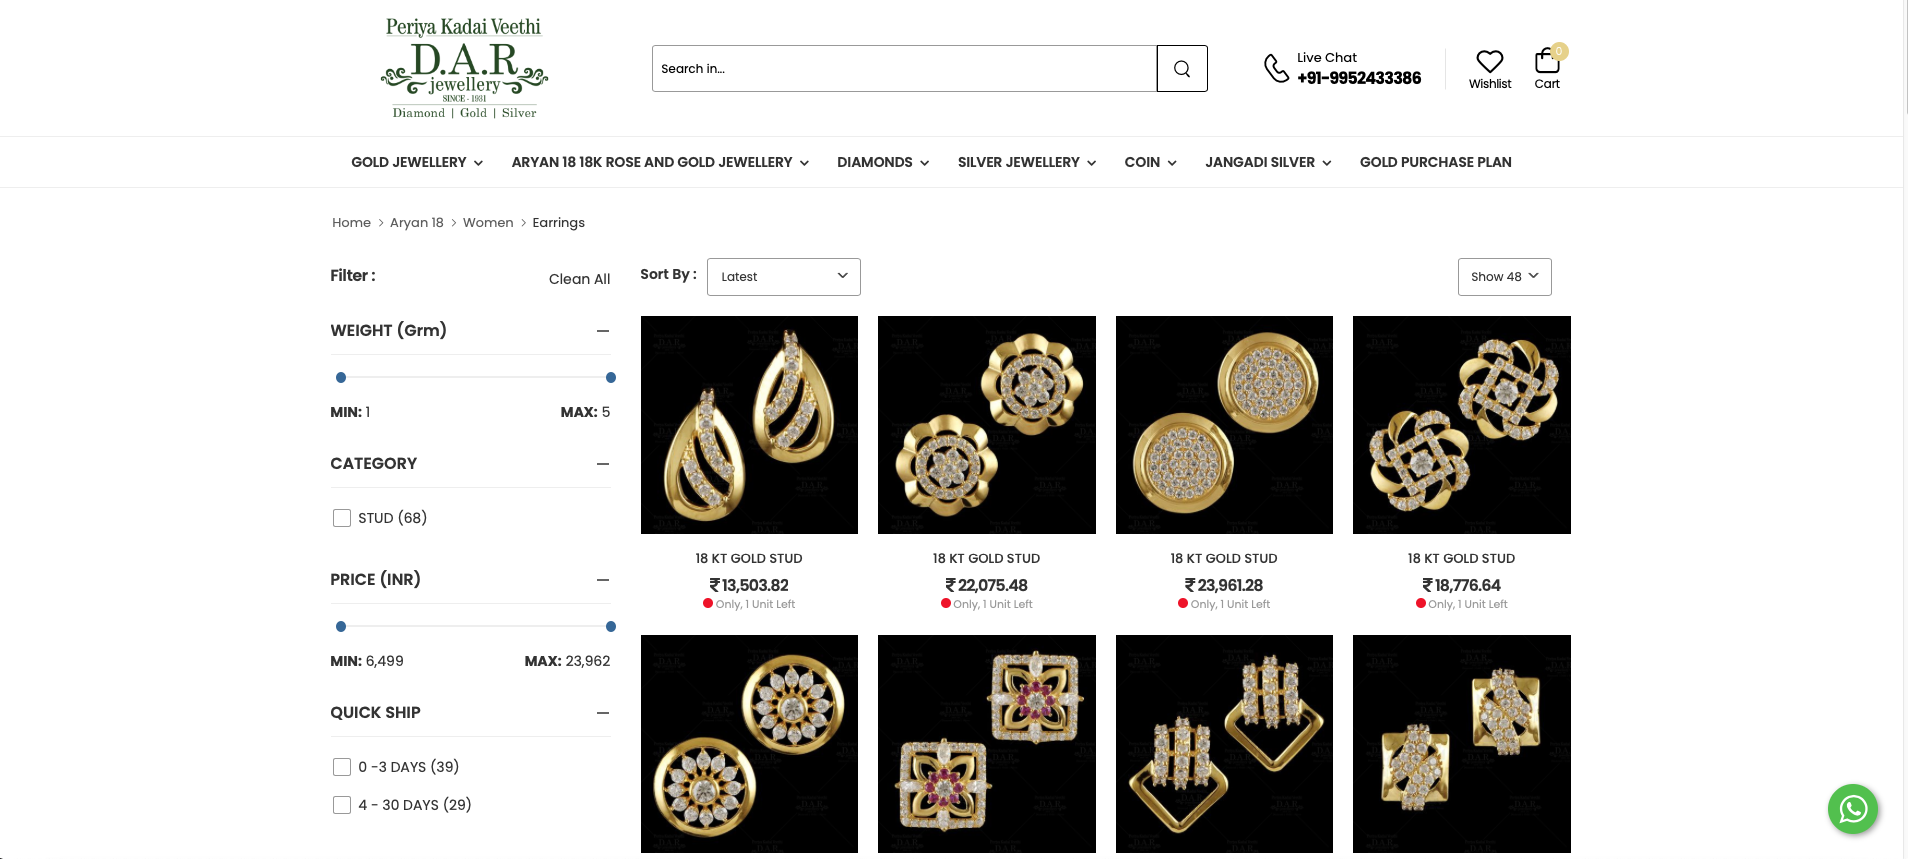 Periya Kadai Veethi
D.A.R
jewellery
SINCE - 1931
Diamond | Gold | Silver
Search in...
Live Chat
+91-9952433386
Wishlist
0
Cart
GOLD JEWELLERY
ARYAN 18 18K ROSE AND GOLD JEWELLERY
DIAMONDS
SILVER JEWELLERY
COIN
JANGADI SILVER
GOLD PURCHASE PLAN
Home > Aryan 18 > Women > Earrings
Filter :
Clean All
WEIGHT (Grm)
MIN: 1
MAX: 5
CATEGORY
STUD (68)
PRICE (INR)
MIN: 6,499
MAX: 23,962
QUICK SHIP
0 -3 DAYS (39)
4 - 30 DAYS (29)
Sort By :
Latest
Show 48
18 KT GOLD STUD
₹13,503.82
Only, 1 Unit Left
18 KT GOLD STUD
₹22,075.48
Only, 1 Unit Left
18 KT GOLD STUD
₹23,961.28
Only, 1 Unit Left
18 KT GOLD STUD
₹18,776.64
Only, 1 Unit Left